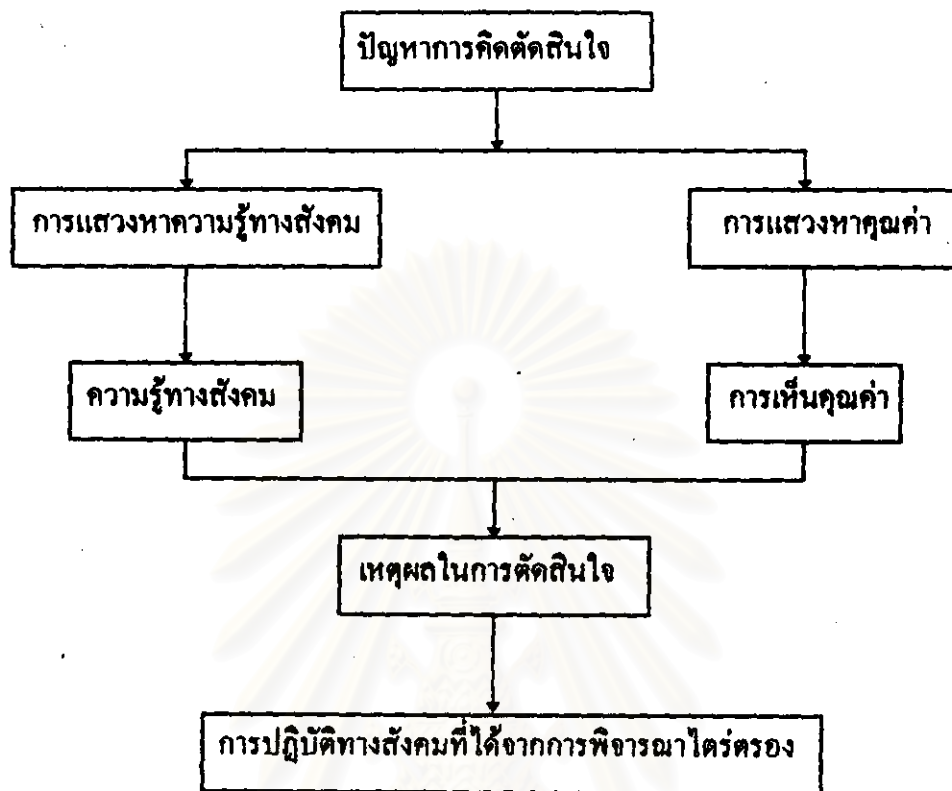 ปัญหาการคิดตัดสินใจ
การแสวงหาความรู้ทางสังคม
การแสวงหาคุณค่า
ความรู้ทางสังคม
การเห็นคุณค่า
เหตุผลในการตัดสินใจ
การปฏิบัติทางสังคมที่ได้จากการพิจารณาไตร่ตรอง